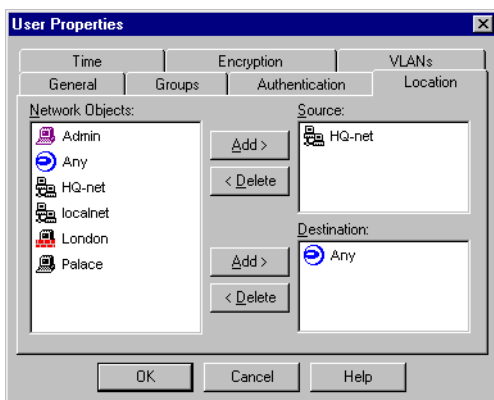 User Properties
Time
Encryption
VLANs
General
Groups
Authentication
Location
Network Objects:
Admin
Any
HQ-net
localnet
London
Palace
Add >
< Delete
Add >
< Delete
Source:
HQ-net
Destination:
Any
OK
Cancel
Help